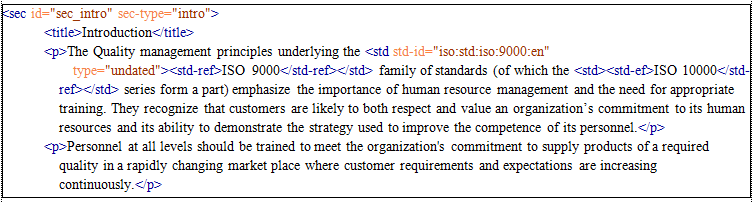 <sec id="sec_intro" sec-type="intro">
<title>Introduction</title>
<p>The Quality management principles underlying the <std std-id="iso:std:iso:9000:en"
type="undated"><std-ref>ISO 9000</std-ref></std> family of standards (of which the <std><std-ef>ISO 10000</std-
ref></std> series form a part) emphasize the importance of human resource management and the need for appropriate
training. They recognize that customers are likely to both respect and value an organization’s commitment to its human
resources and its ability to demonstrate the strategy used to improve the competence of its personnel.</p>
<p>Personnel at all levels should be trained to meet the organization's commitment to supply products of a required
quality in a rapidly changing market place where customer requirements and expectations are increasing
continuously.</p>